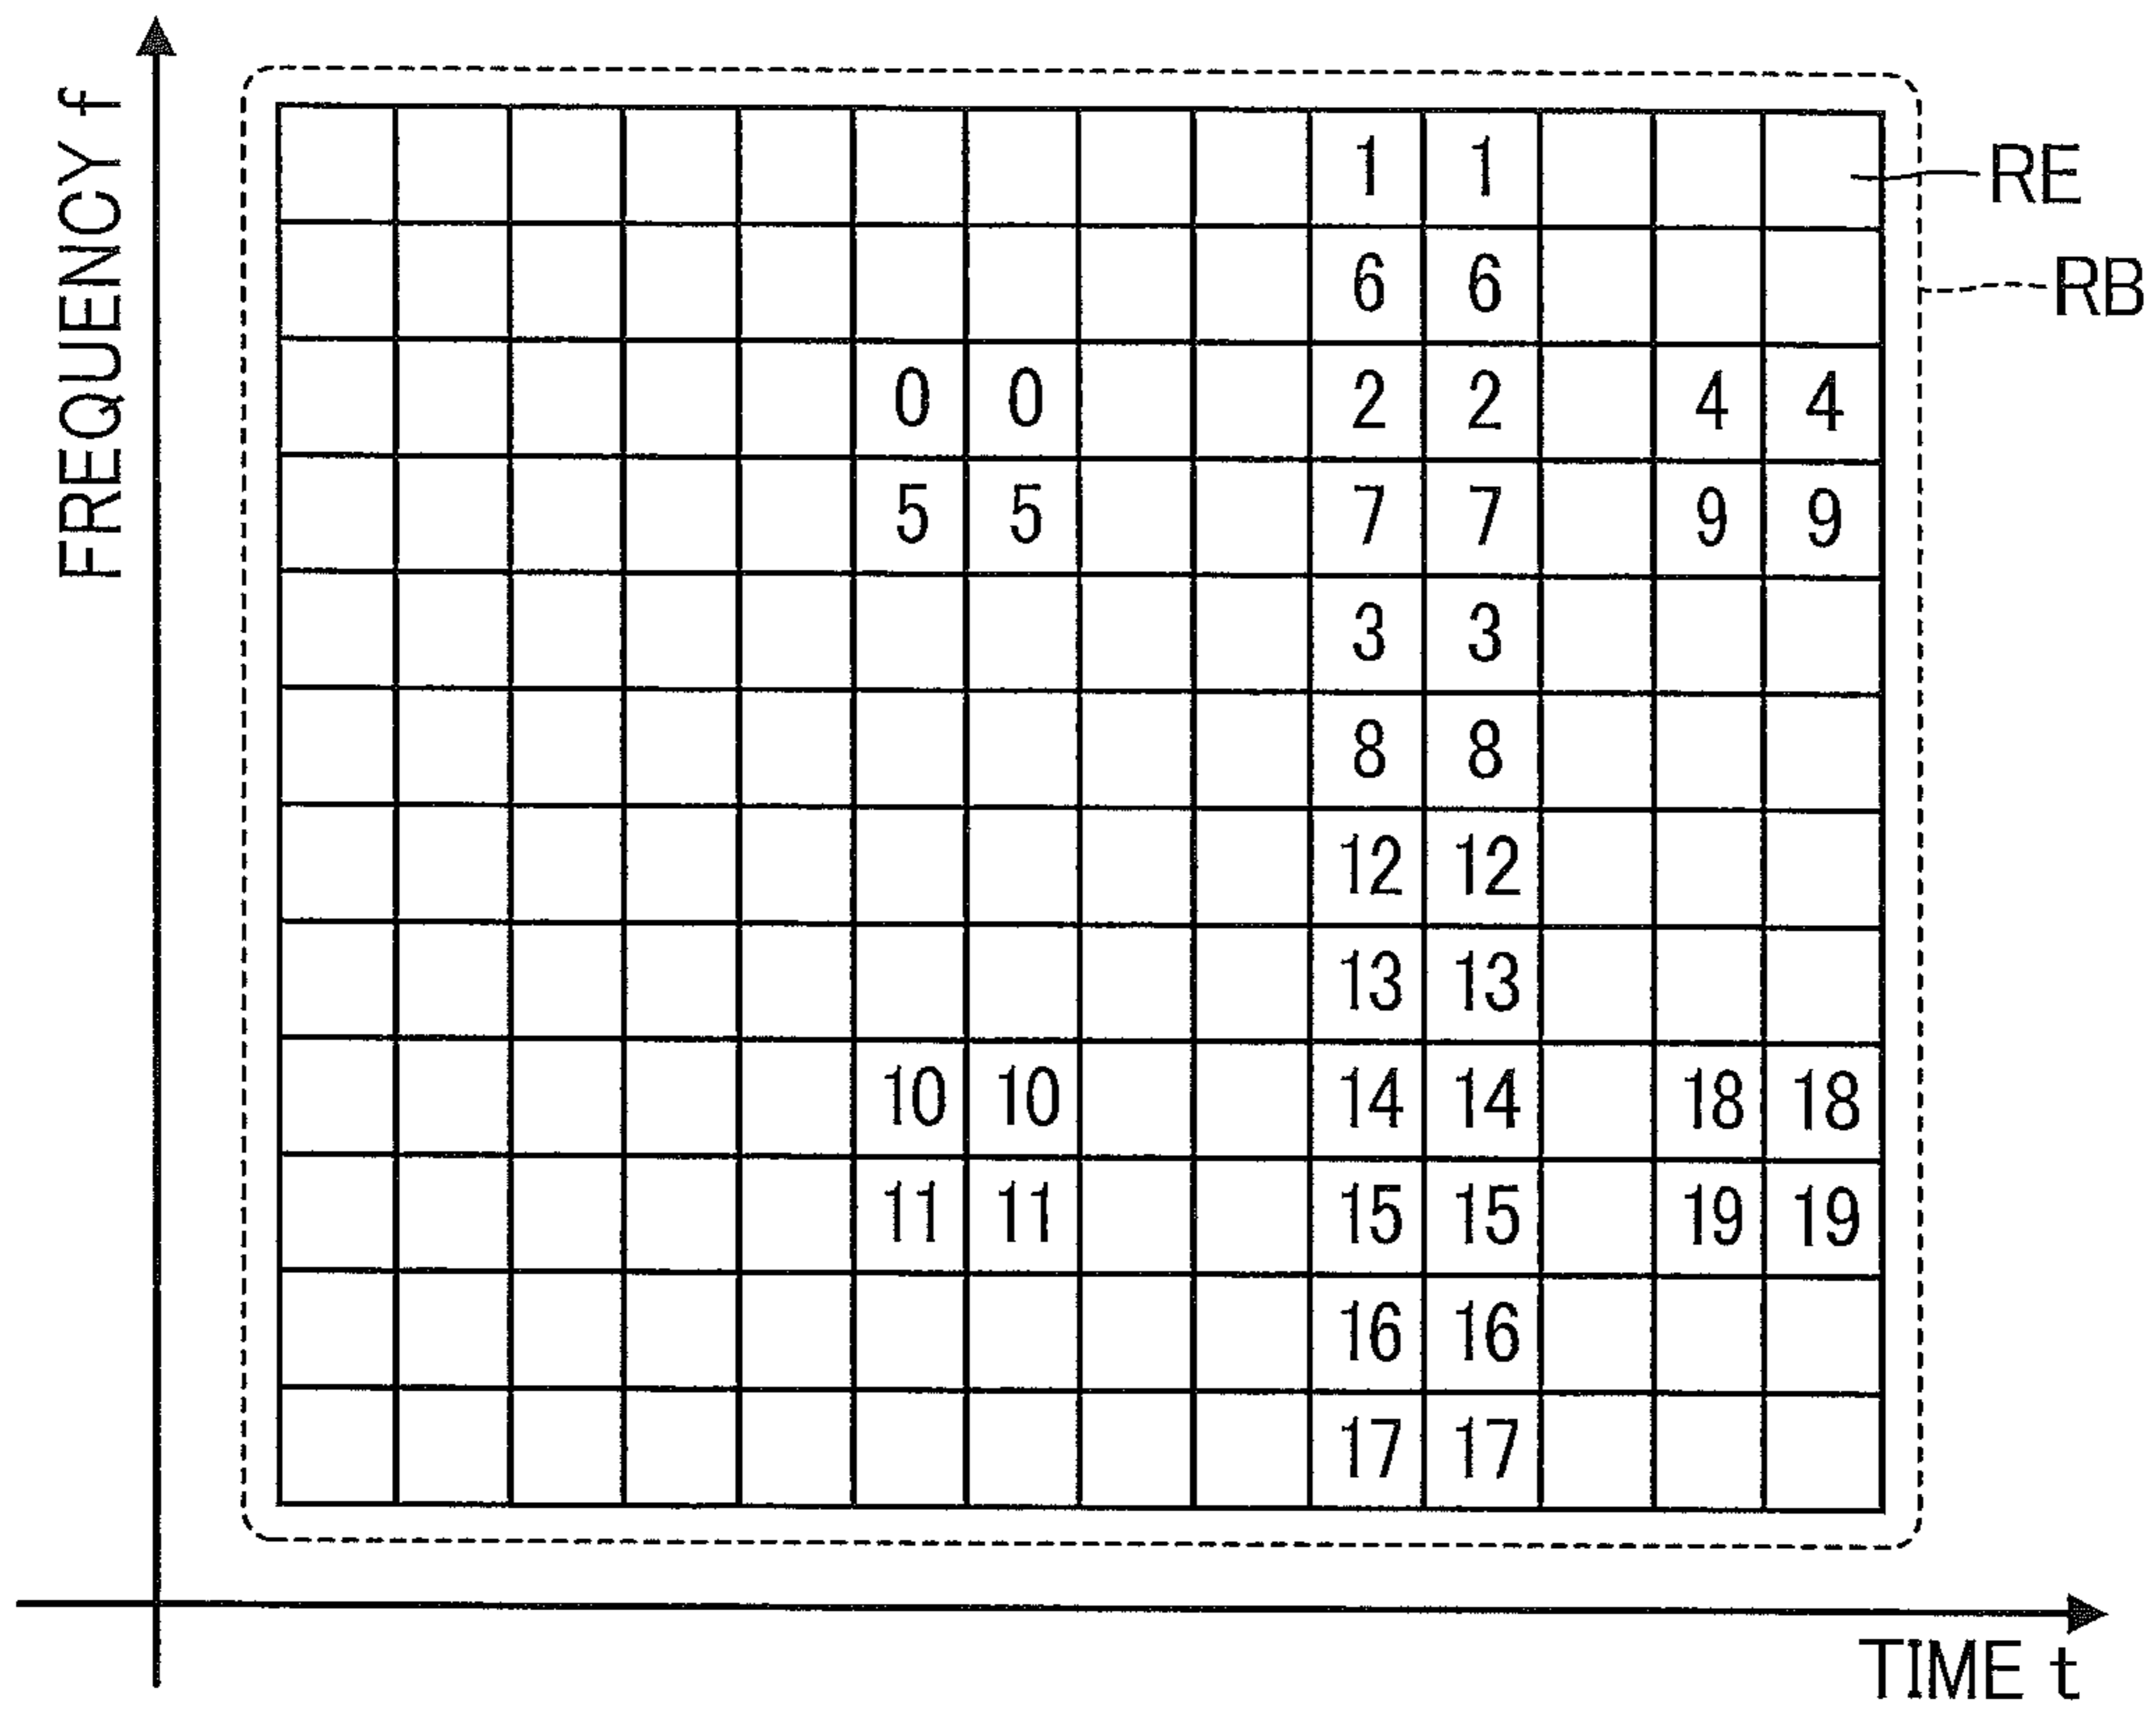 FREQUENCY f
1 1
RE
6 6
RB
0 0 2 2 4 4
5 5 7 7 9 9
3 3
8 8
12 12
13 13
10 10 14 14 18 18
11 11 15 15 19 19
16 16
17 17
TIME t